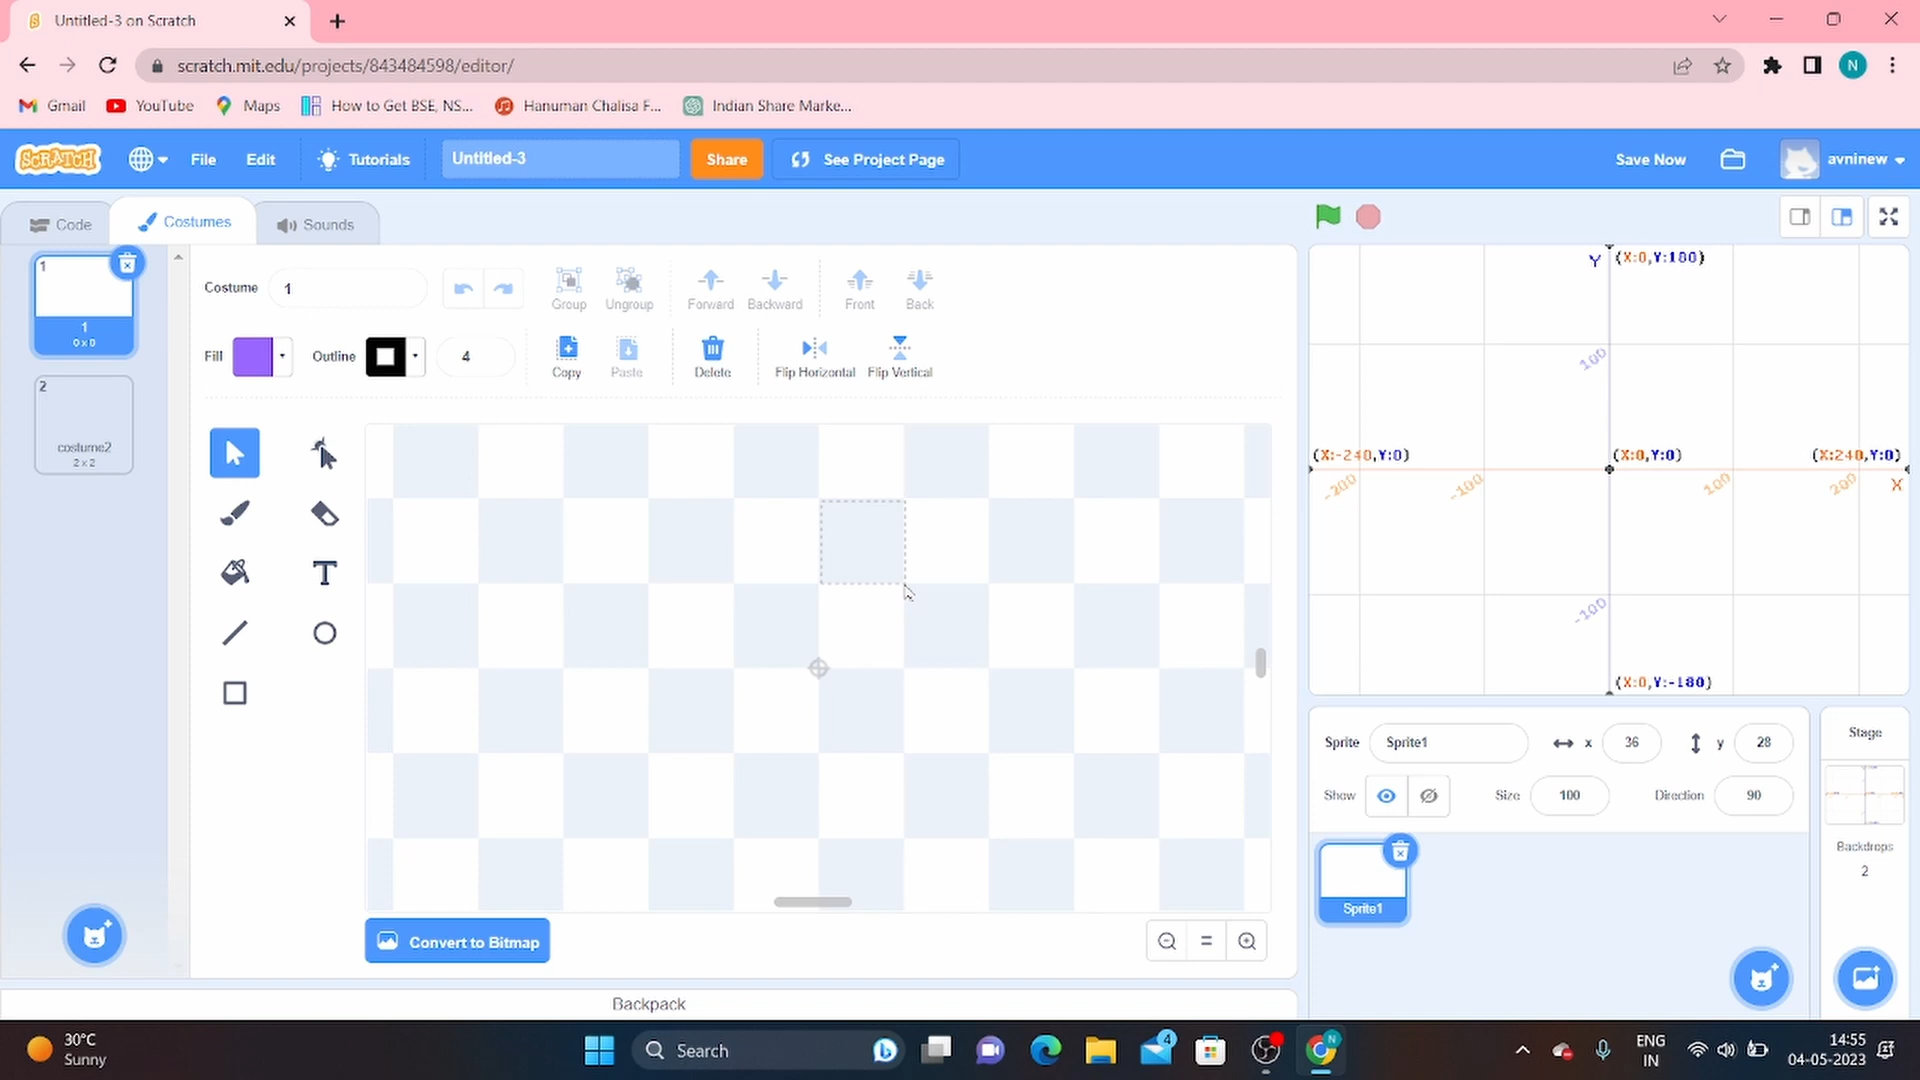 Untitled-3 on Scratch
scratch.mit.edu/projects/843484598/editor/
N
Gmail YouTube Maps How to Get BSE, NS... Hanuman Chalisa F... Indian Share Marke...
SCRATCH File Edit Tutorials Untitled-3 Share See Project Page Save Now avninew
Code Costumes Sounds
1
1
0 x 0
2
costume2
2 x 2
Costume 1 Group Ungroup Forward Backward Front Back
Fill Outline 4 Copy Paste Delete Flip Horizontal Flip Vertical
T
Convert to Bitmap
Backpack
Y (X:0,Y:180)
100
(X:-240,Y:0) (X:0,Y:0) (X:240,Y:0)
-200 -100 100 200 X
-100
(X:0,Y:-180)
Sprite Sprite1 x 36 y 28
Show Size 100 Direction 90
Sprite1
Stage
Backdrops
2
30°C
Sunny
Search
4
N
ENG
IN
14:55
04-05-2023